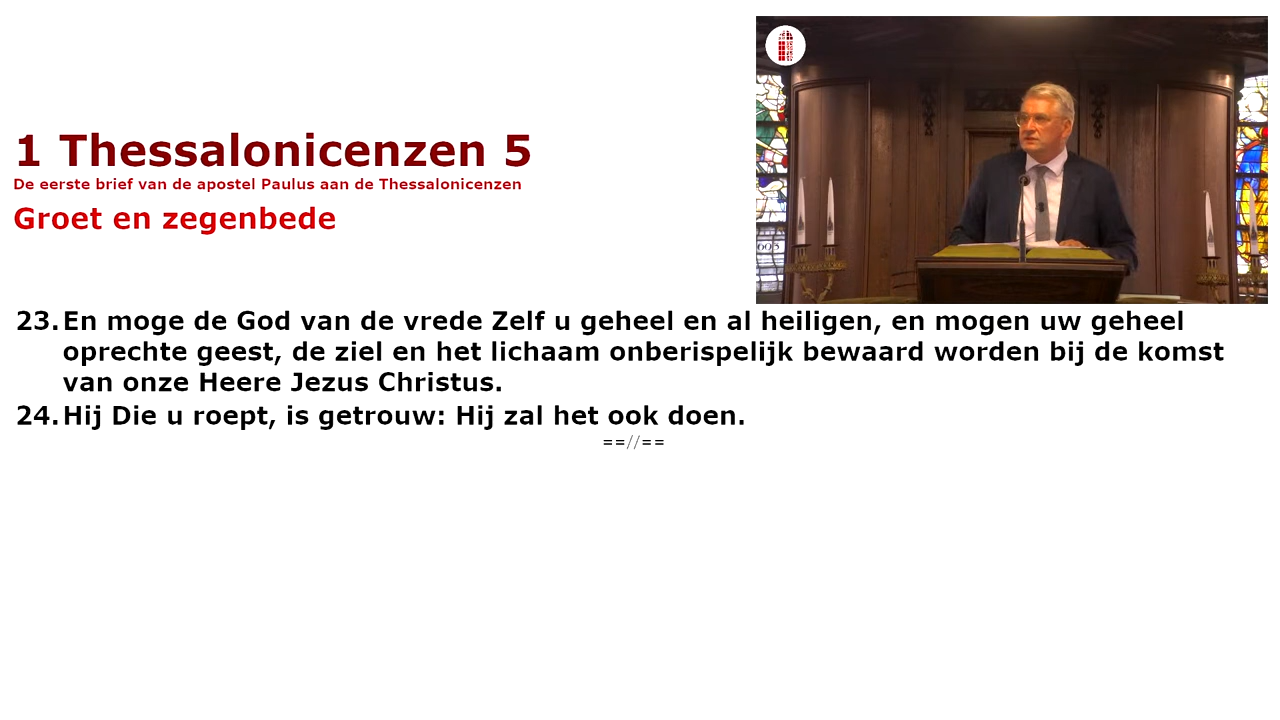 1 Thessalonicenzen 5
De eerste brief van de apostel Paulus aan de Thessalonicenzen
Groet en zegenbede
23. En moge de God van de vrede Zelf u geheel en al heiligen, en mogen uw geheel
oprechte geest, de ziel en het lichaam onberispelijk bewaard worden bij de komst
van onze Heere Jezus Christus.
24. Hij Die u roept, is getrouw: Hij zal het ook doen.
==//==